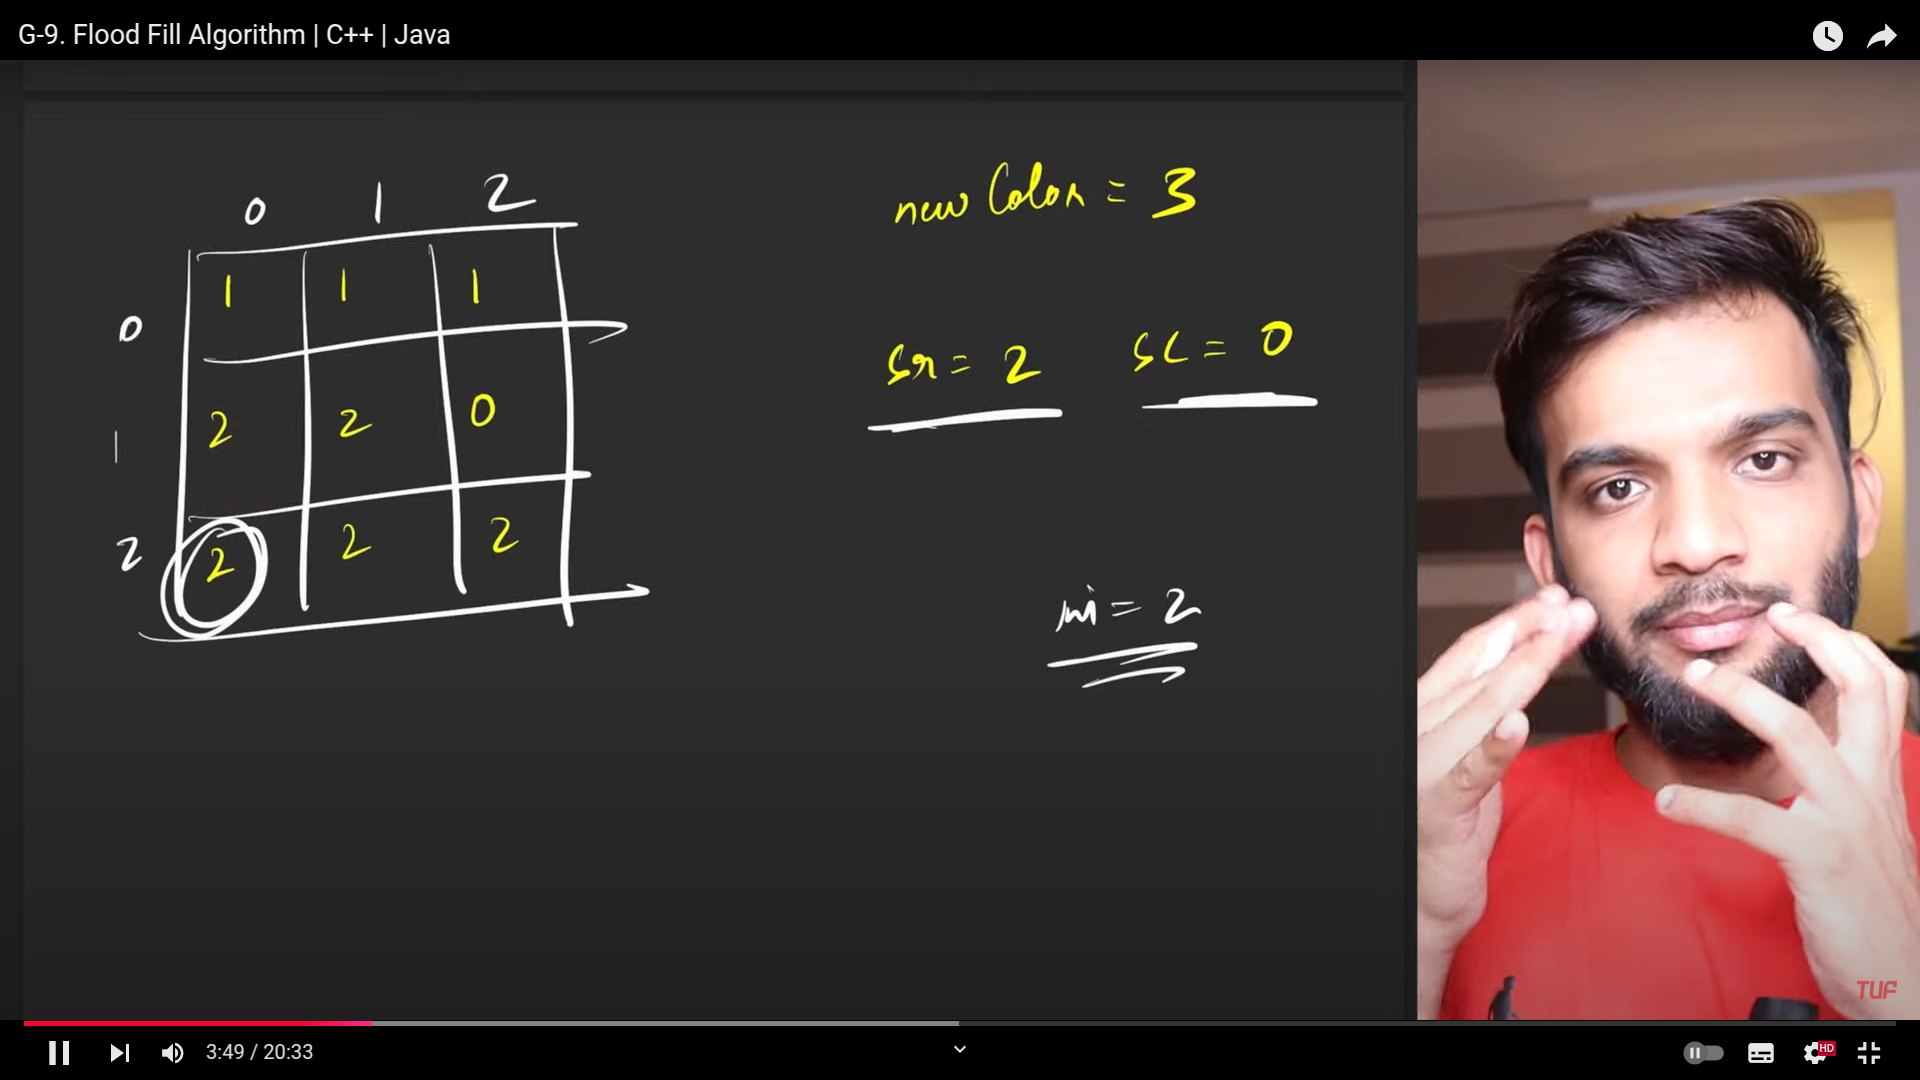 G-9. Flood Fill Algorithm | C++ | Java
0 1 2
0 1 1 1
1 2 2 0
2 2 2 2
new Color = 3
sr = 2 sc = 0
ini = 2
TUF
3:49 / 20:33
HD